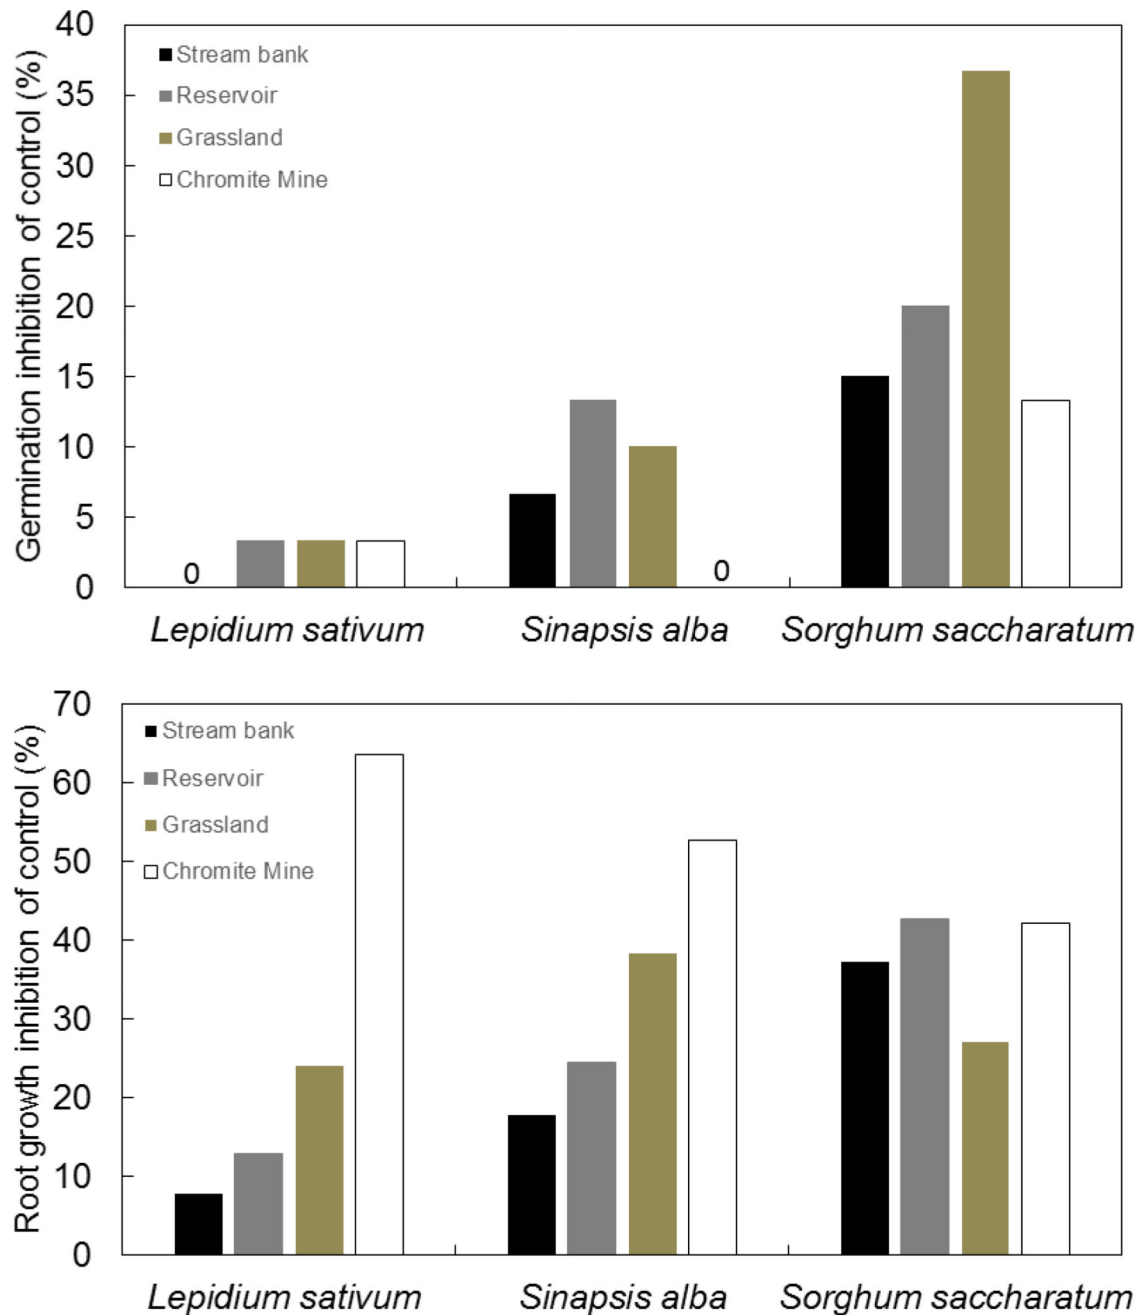 Germination inhibition of control (%)
40
35
30
25
20
15
10
5
0
Stream bank
Reservoir
Grassland
Chromite Mine
0
0
Lepidium sativum
Sinapsis alba
Sorghum saccharatum
Root growth inhibition of control (%)
70
60
50
40
30
20
10
0
Stream bank
Reservoir
Grassland
Chromite Mine
Lepidium sativum
Sinapsis alba
Sorghum saccharatum